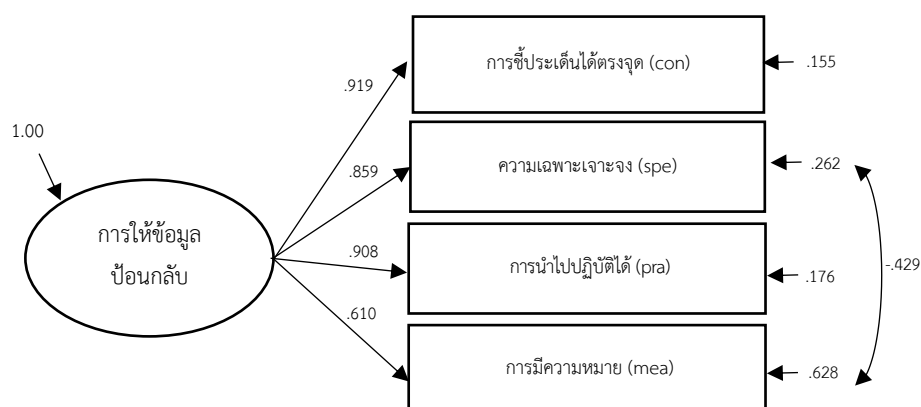 การชี้ประเด็นได้ตรงจุด (con)
.155
.919
1.00
.859
ความเฉพาะเจาะจง (spe)
.262
การให้ข้อมูล
ป้อนกลับ
.908
การนำไปปฏิบัติได้ (pra)
.176
-.429
.610
การมีความหมาย (mea)
.628